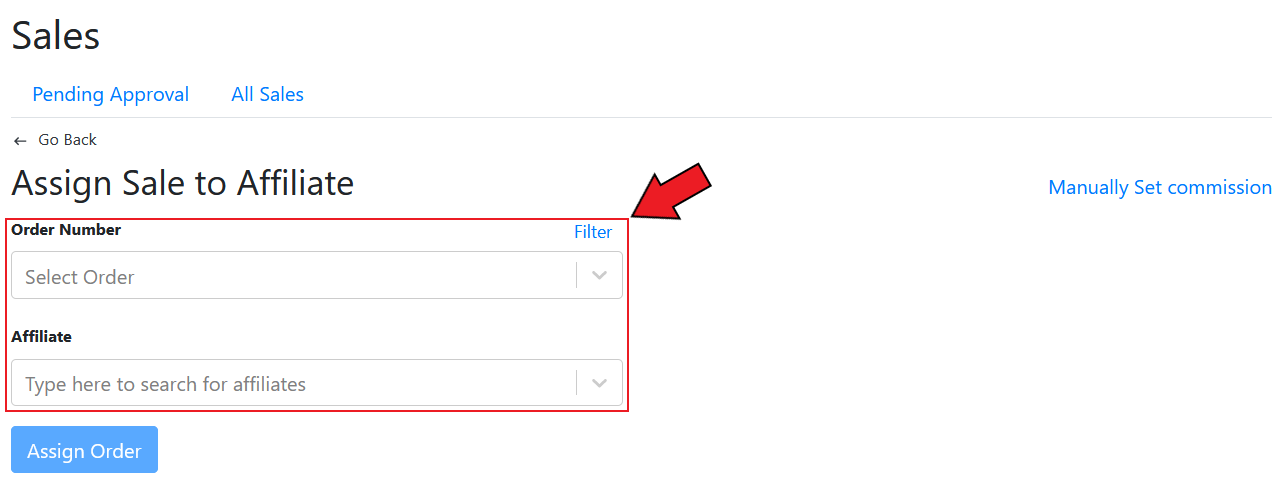 Sales
Pending Approval All Sales
← Go Back
Assign Sale to Affiliate
Manually Set commission
Order Number Filter
Select Order
Affiliate
Type here to search for affiliates
Assign Order